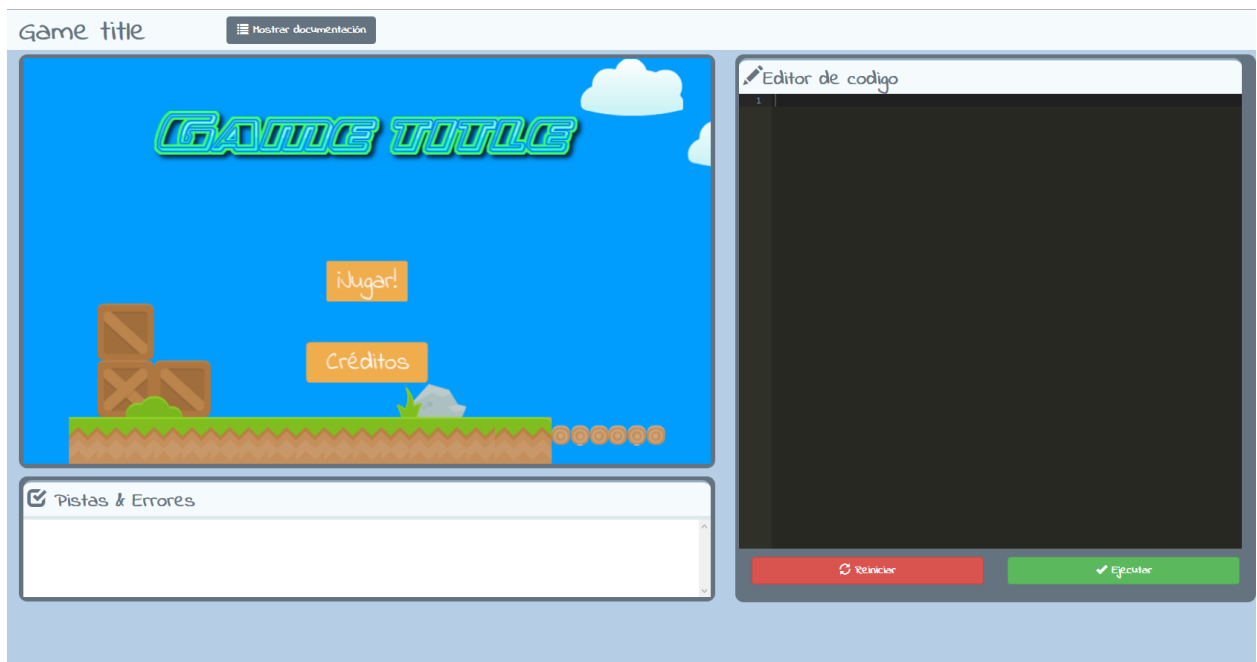 Game title
Mostrar documentación
GAME TITLE
¡Jugar!
Créditos
Pistas & Errores
Editor de codigo
1
Reiniciar
Ejecutar